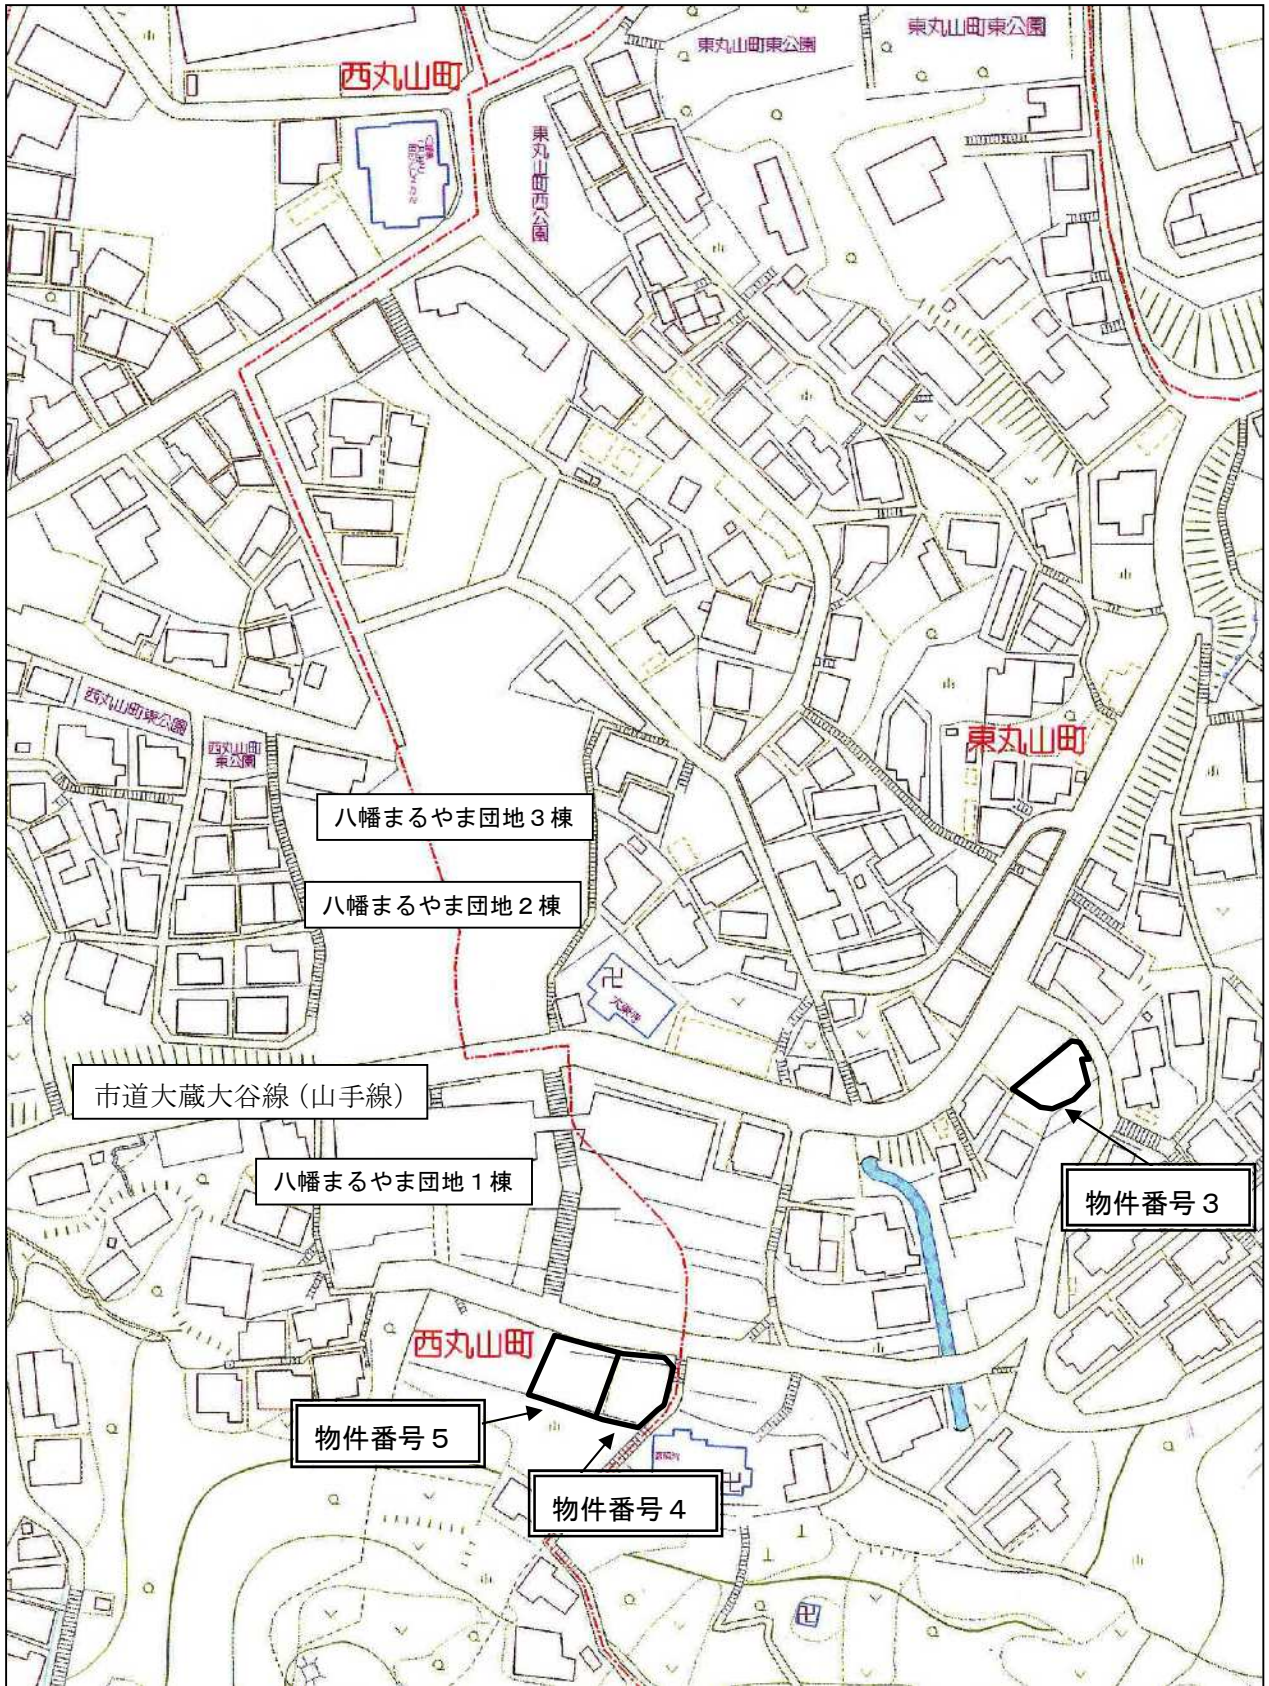 東丸山町東公園
東丸山町東公園
西丸山町
東丸山町西公園
西丸山町東公園
西丸山町
東公園
東丸山町
八幡まるやま団地３棟
八幡まるやま団地２棟
市道大蔵大谷線（山手線）
八幡まるやま団地１棟
物件番号３
西丸山町
物件番号５
物件番号４